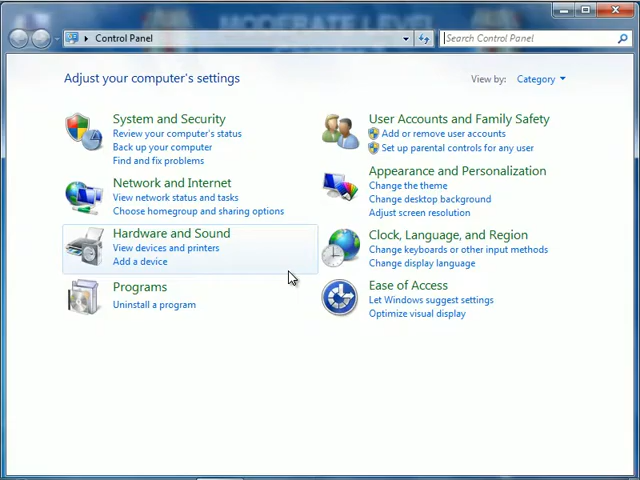 MODERATE LEVEL
Control Panel
Search Control Panel
Adjust your computer's settings
View by: Category
System and Security
Review your computer's status
Back up your computer
Find and fix problems
Network and Internet
View network status and tasks
Choose homegroup and sharing options
Hardware and Sound
View devices and printers
Add a device
Programs
Uninstall a program
User Accounts and Family Safety
Add or remove user accounts
Set up parental controls for any user
Appearance and Personalization
Change the theme
Change desktop background
Adjust screen resolution
Clock, Language, and Region
Change keyboards or other input methods
Change display language
Ease of Access
Let Windows suggest settings
Optimize visual display